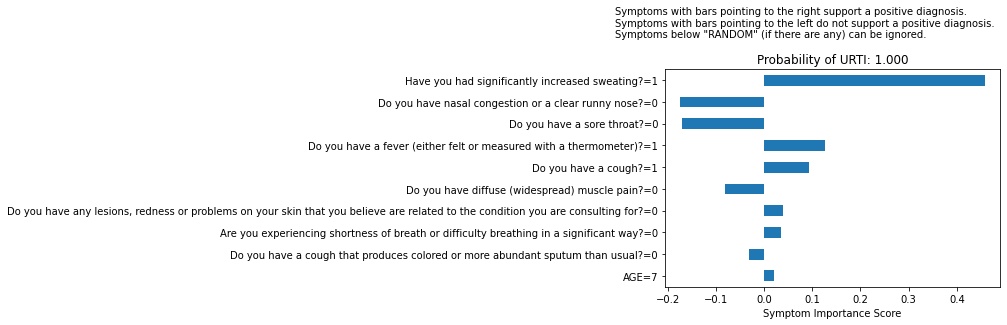 Symptoms with bars pointing to the right support a positive diagnosis.
Symptoms with bars pointing to the left do not support a positive diagnosis.
Symptoms below "RANDOM" (if there are any) can be ignored.
Probability of URTI: 1.000
Have you had significantly increased sweating?=1
Do you have nasal congestion or a clear runny nose?=0
Do you have a sore throat?=0
Do you have a fever (either felt or measured with a thermometer)?=1
Do you have a cough?=1
Do you have diffuse (widespread) muscle pain?=0
Do you have any lesions, redness or problems on your skin that you believe are related to the condition you are consulting for?=0
Are you experiencing shortness of breath or difficulty breathing in a significant way?=0
Do you have a cough that produces colored or more abundant sputum than usual?=0
AGE=7
−0.2 −0.1 0.0 0.1 0.2 0.3 0.4
Symptom Importance Score